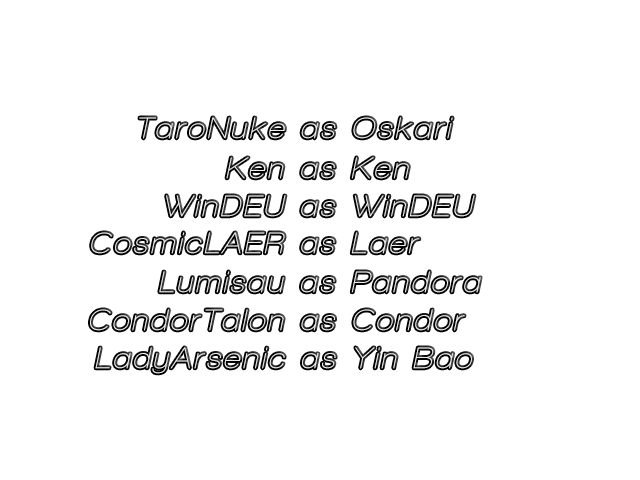 TaroNuke as Oskari
Ken as Ken
WinDEU as WinDEU
CosmicLAER as Laer
Lumisau as Pandora
CondorTalon as Condor
LadyArsenic as Yin Bao